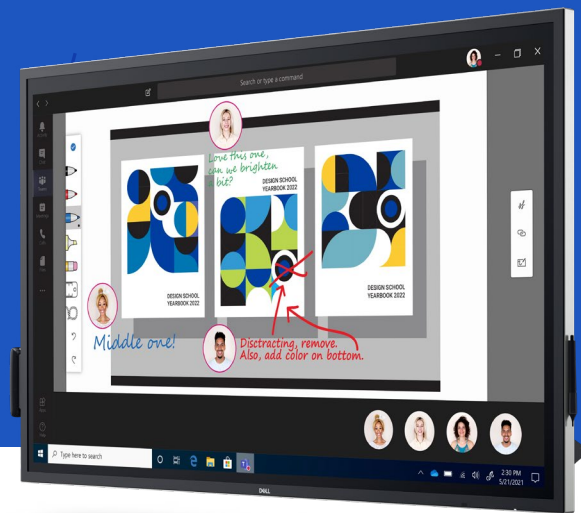 Search or type a command
Love this one,
can we brighten
bit?
DESIGN SCHOOL
YEARBOOK 2022
DESIGN SCHOOL
YEARBOOK 2022
DESIGN SCHOOL
YEARBOOK 2022
Middle one!
Disctracting, remove.
Also, add color on bottom.
Type here to search
2:30 PM
5/21/2021
DELL